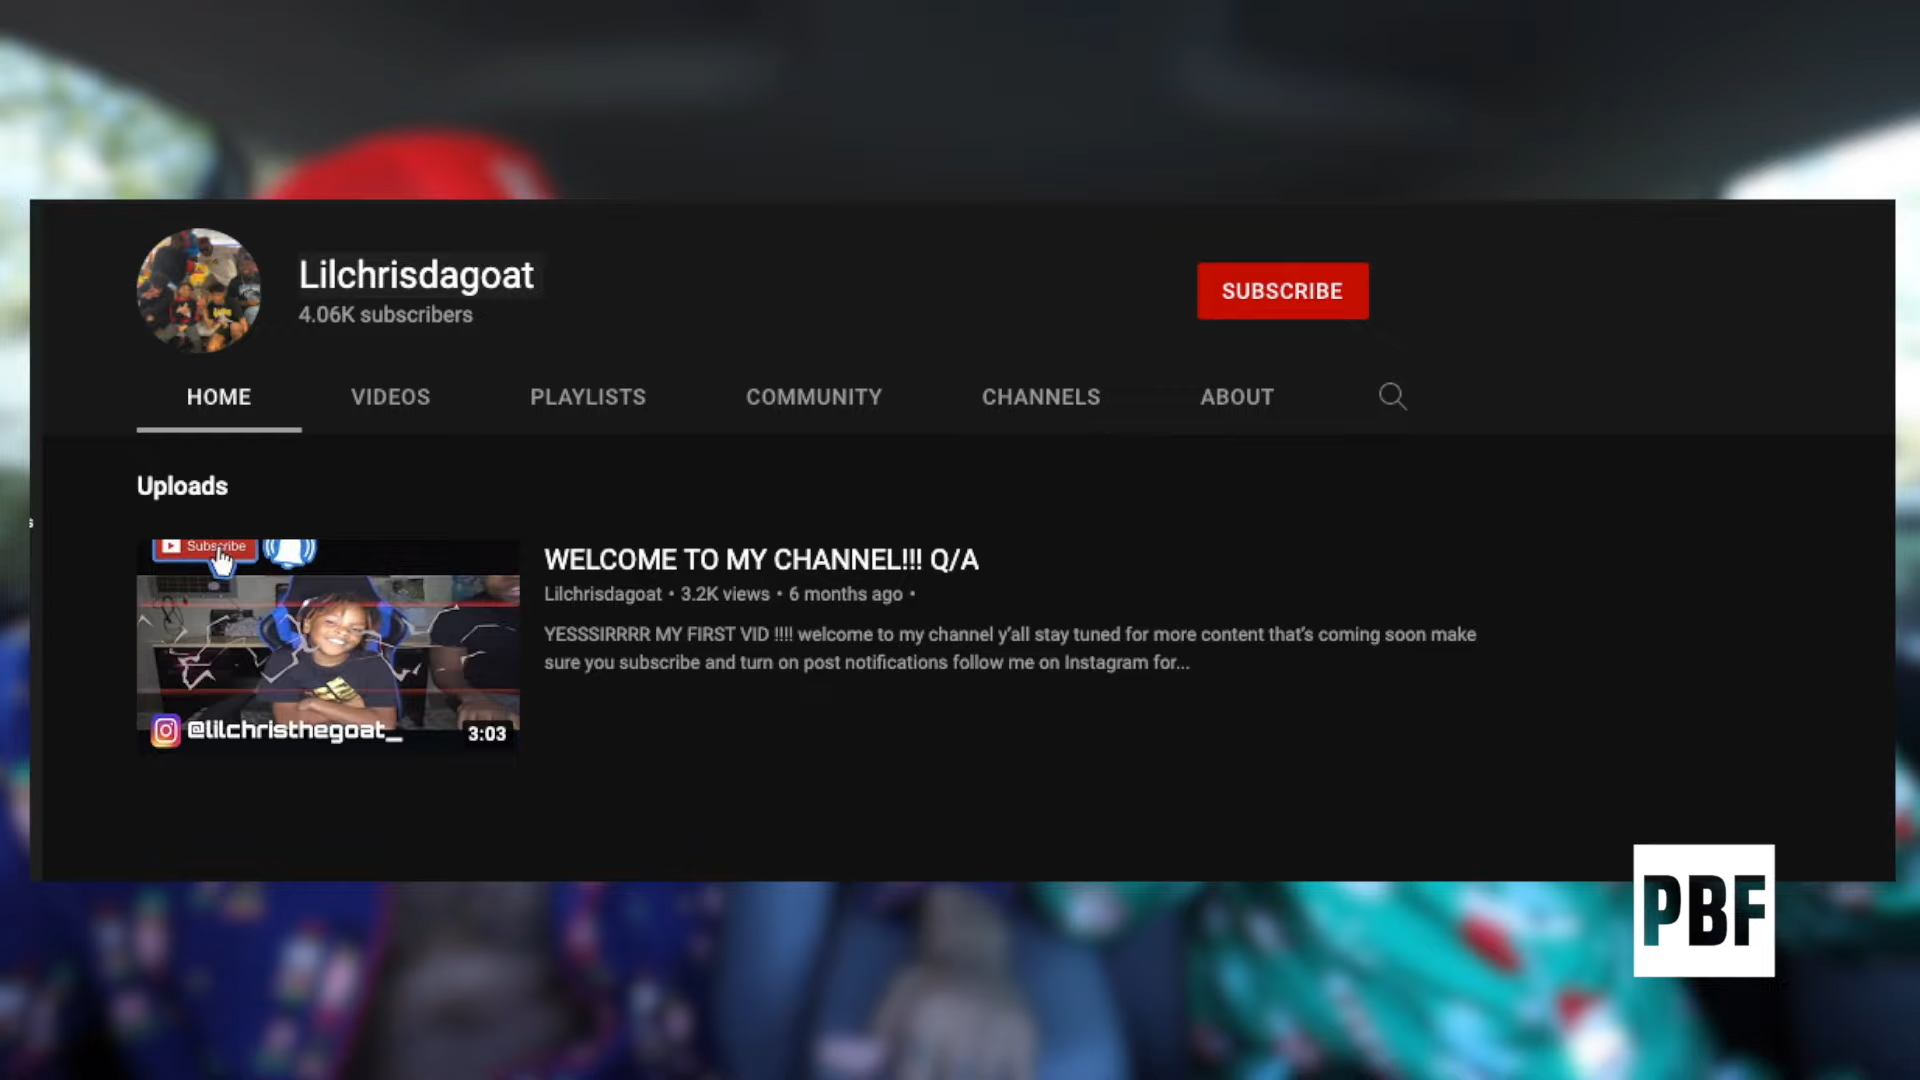 Lilchrisdagoat
4.06K subscribers
SUBSCRIBE
HOME VIDEOS PLAYLISTS COMMUNITY CHANNELS ABOUT
Uploads
Subscribe
@lilchristhegoat_
3:03
WELCOME TO MY CHANNEL!!! Q/A
Lilchrisdagoat • 3.2K views • 6 months ago •
YESSSIRRRR MY FIRST VID !!!! welcome to my channel y'all stay tuned for more content that's coming soon make
sure you subscribe and turn on post notifications follow me on Instagram for...
s
PBF